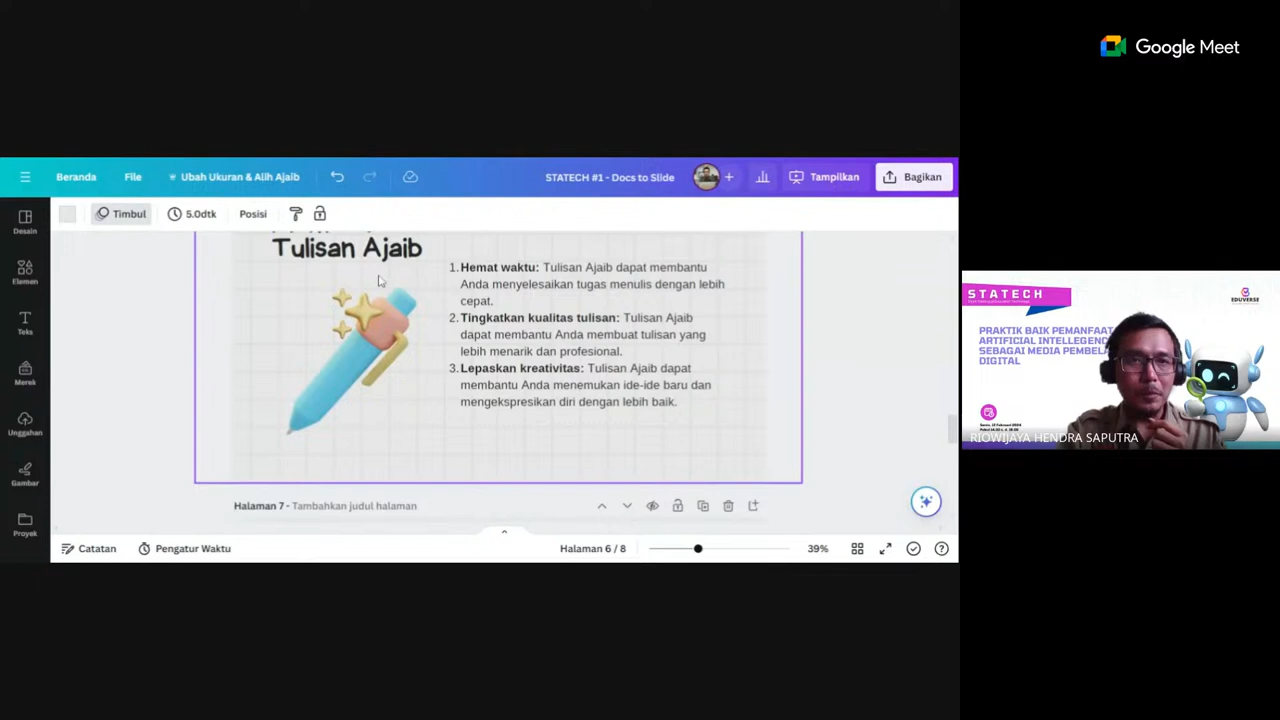 Google Meet
Beranda
File
Ubah Ukuran & Alih Ajaib
STATECH #1 - Docs to Slide
Tampilkan
Bagikan
Timbul
5.0dtk
Posisi
Desain
Elemen
Teks
Merek
Unggahan
Gambar
Proyek
Tulisan Ajaib
1. Hemat waktu: Tulisan Ajaib dapat membantu
Anda menyelesaikan tugas menulis dengan lebih
cepat.
2. Tingkatkan kualitas tulisan: Tulisan Ajaib
dapat membantu Anda membuat tulisan yang
lebih menarik dan profesional.
3. Lepaskan kreativitas: Tulisan Ajaib dapat
membantu Anda menemukan ide-ide baru dan
mengekspresikan diri dengan lebih baik.
Halaman 7 - Tambahkan judul halaman
Catatan
Pengatur Waktu
Halaman 6 / 8
39%
STATECH
EDUVERSE
PRAKTIK BAIK PEMANFAAT
ARTIFICIAL INTELLEGENC
SEBAGAI MEDIA PEMBELA
DIGITAL
RIOWIJAYA HENDRA SAPUTRA